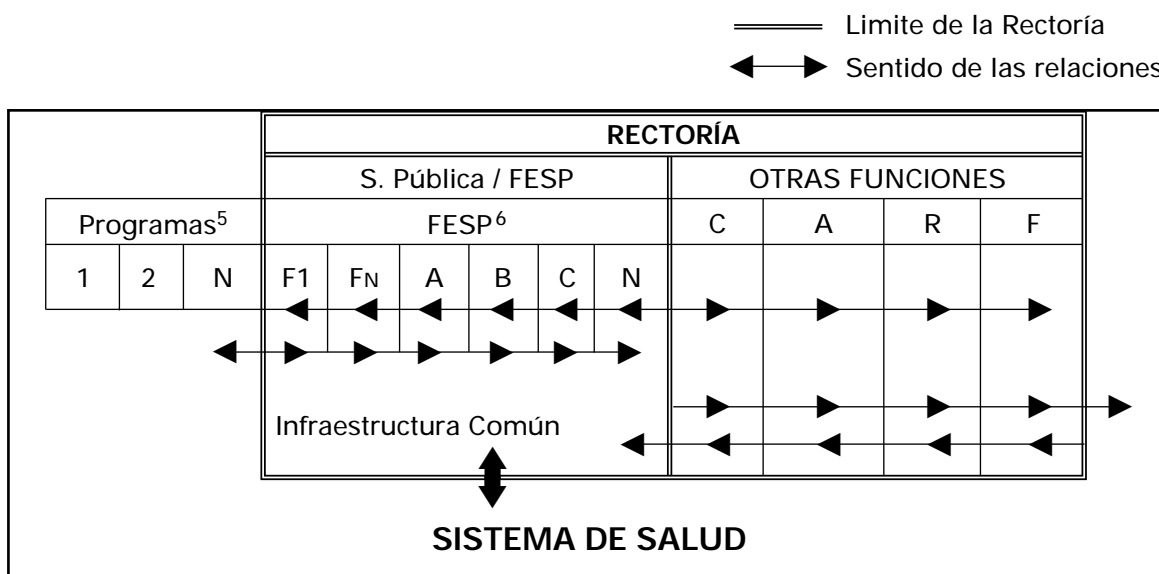 Limite de la Rectoría
Sentido de las relaciones
RECTORÍA
S. Pública / FESP OTRAS FUNCIONES
Programas5 FESP6 C A R F
1 2 N F1 FN A B C N
Infraestructura Común
SISTEMA DE SALUD